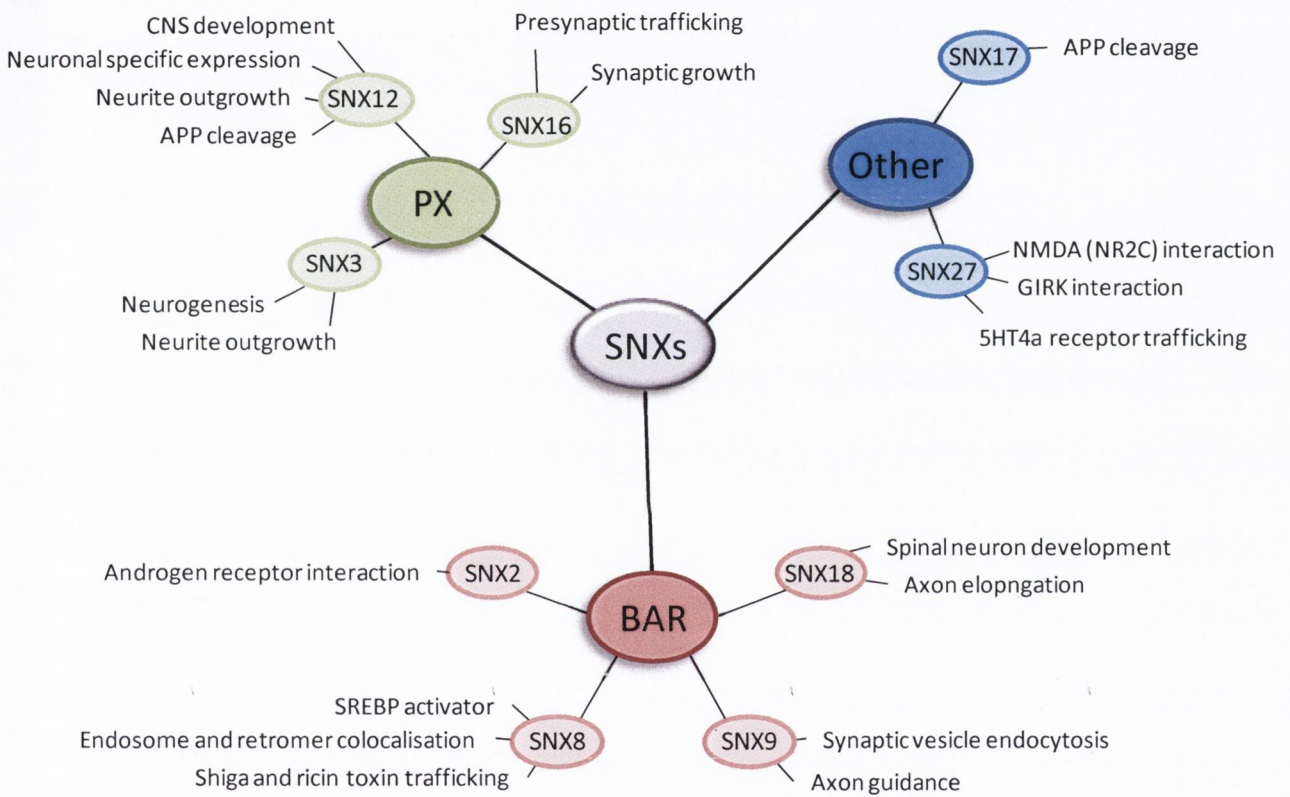 CNS development
Neuronal specific expression
Neurite outgrowth
APP cleavage
SNX12
Presynaptic trafficking
Synaptic growth
SNX16
PX
SNX3
Neurogenesis
Neurite outgrowth
SNX17
APP cleavage
Other
SNX27
NMDA (NR2C) interaction
GIRK interaction
5HT4a receptor trafficking
SNXs
Androgen receptor interaction
SNX2
SNX18
Spinal neuron development
Axon elopngation
BAR
SREBP activator
Endosome and retromer colocalisation
Shiga and ricin toxin trafficking
SNX8
SNX9
Synaptic vesicle endocytosis
Axon guidance